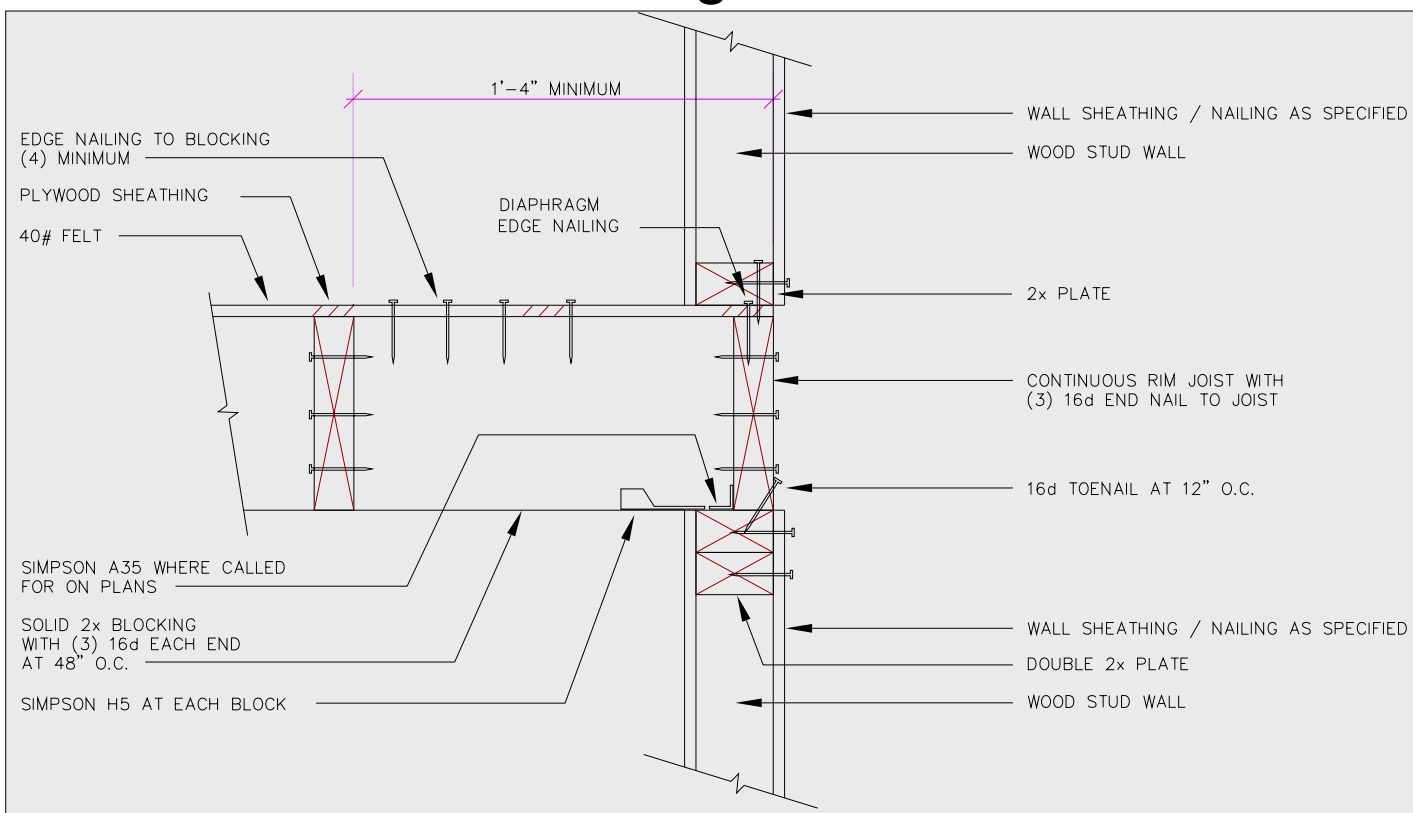 1'-4" MINIMUM
EDGE NAILING TO BLOCKING
(4) MINIMUM
PLYWOOD SHEATHING
40# FELT
DIAPHRAGM
EDGE NAILING
WALL SHEATHING / NAILING AS SPECIFIED
WOOD STUD WALL
2x PLATE
CONTINUOUS RIM JOIST WITH
(3) 16d END NAIL TO JOIST
16d TOENAIL AT 12" O.C.
SIMPSON A35 WHERE CALLED
FOR ON PLANS
SOLID 2x BLOCKING
WITH (3) 16d EACH END
AT 48" O.C.
SIMPSON H5 AT EACH BLOCK
WALL SHEATHING / NAILING AS SPECIFIED
DOUBLE 2x PLATE
WOOD STUD WALL